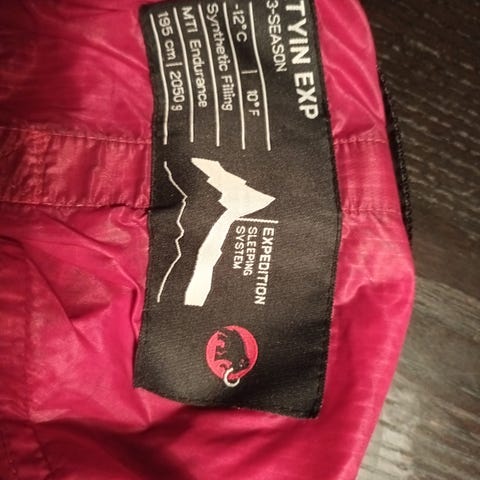 TYIN EXP
3-SEASON
-12°C | 10°F
Synthetic Filling
MTI Endurance
195 cm | 2050 g
EXPEDITION
SLEEPING
SYSTEM